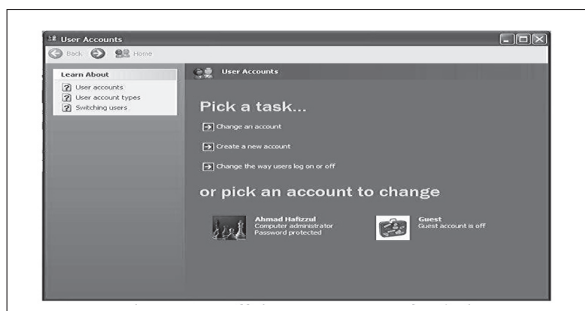 User Accounts
Back Home
Learn About
User accounts
User account types
Switching users
User Accounts
Pick a task...
Change an account
Create a new account
Change the way users log on or off
or pick an account to change
Ahmad Hafizzul
Computer administrator
Password protected
Guest
Guest account is off